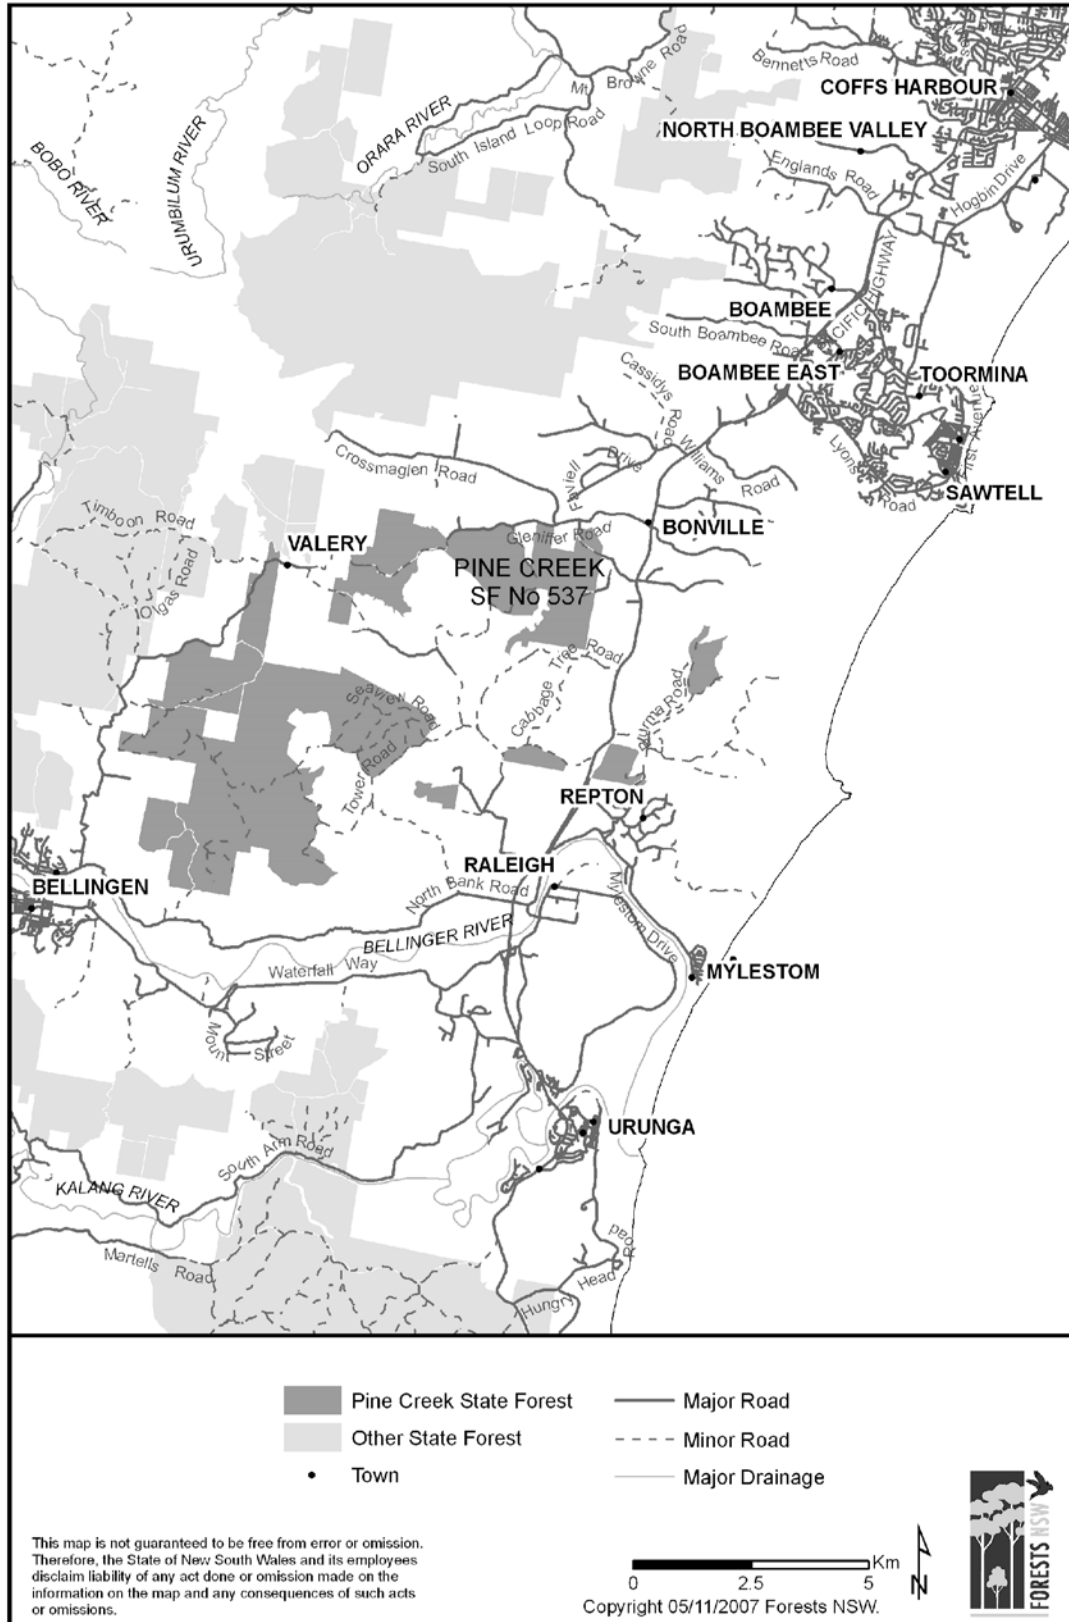 Bennetts Road
COFFS HARBOUR
Mt Browne Road
NORTH BOAMBEE VALLEY
ORARA RIVER
South Island Loop Road
Englands Road
Hogbin Drive
BOBO RIVER
URUMBILUM RIVER
BOAMBEE
CIFIC HIGHWAY
South Boambee Road
BOAMBEE EAST
TOORMINA
Cassidys Road
First Avenue
Lyons Road
SAWTELL
Crossmaglen Road
Drive
Williams Road
Timboon Road
VALERY
Gleniffer Road
BONVILLE
PINE CREEK
SF No 537
Olgas Road
Cabbage Tree Road
Seaview Road
Tower Road
REPTON
RALEIGH
BELLINGEN
North Bank Road
Mylestom Drive
BELLINGER RIVER
Waterfall Way
MYLESTOM
Mount Street
URUNGA
South Arm Road
KALANG RIVER
Martells Road
Hungry Head Road
Pine Creek State Forest
Major Road
Other State Forest
Minor Road
Town
Major Drainage
This map is not guaranteed to be free from error or omission.
Therefore, the State of New South Wales and its employees
disclaim liability of any act done or omission made on the
information on the map and any consequences of such acts
or omissions.
Km
0 2.5 5
N
Copyright 05/11/2007 Forests NSW.
FORESTS NSW